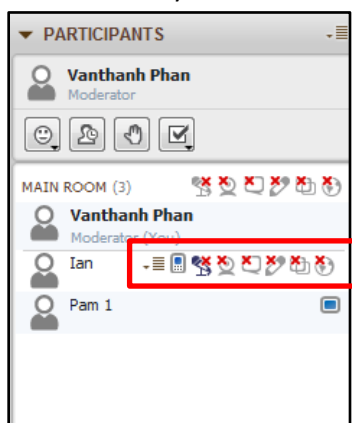 PARTICIPANTS
Vanthanh Phan
Moderator
MAIN ROOM (3)
Vanthanh Phan
Moderator (You)
Ian
Pam 1